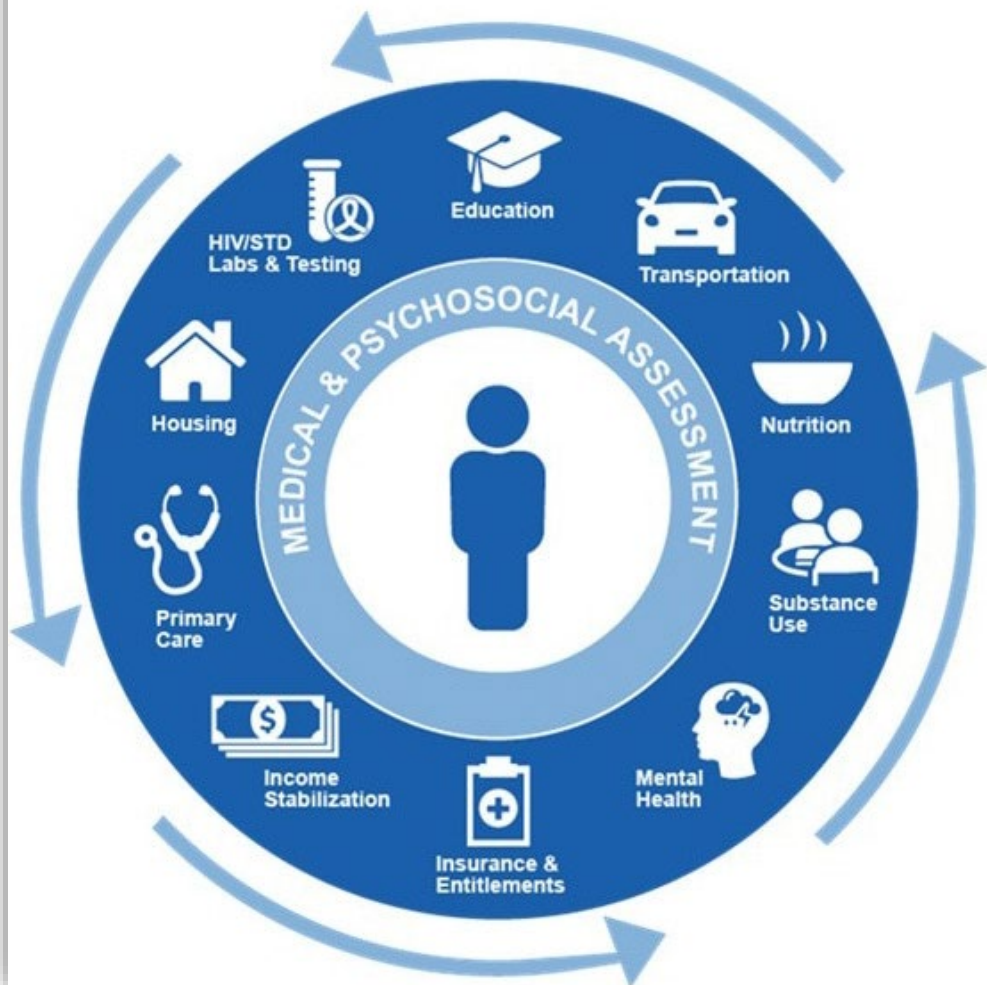 Education
Transportation
Nutrition
Substance
Use
Mental
Health
Insurance &
Entitlements
Income
Stabilization
Primary
Care
Housing
HIV/STD
Labs & Testing
MEDICAL & PSYCHOSOCIAL ASSESSMENT
$